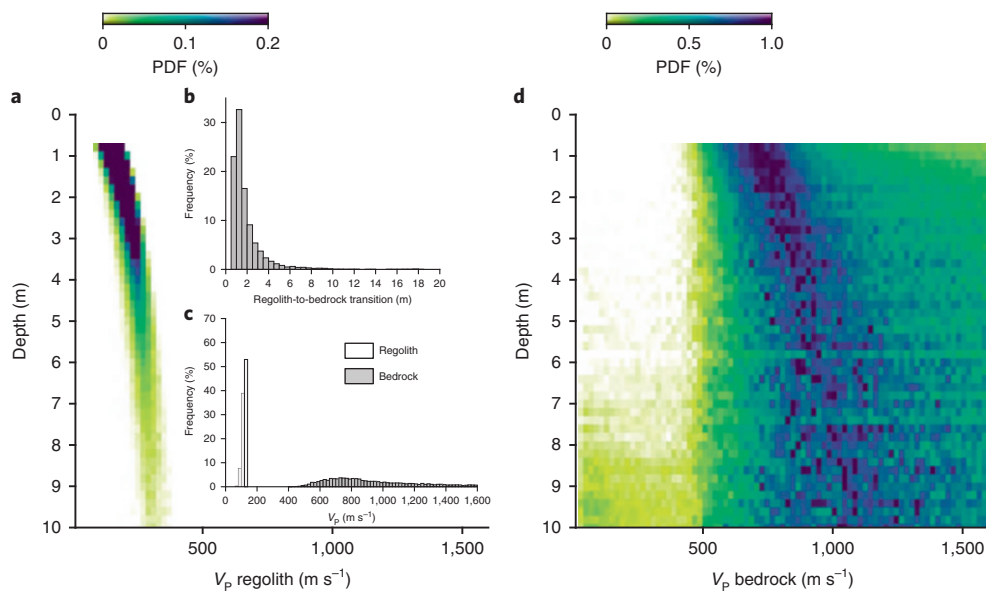 0 0.1 0.2
PDF (%)
0 0.5 1.0
PDF (%)
a
0
1
2
3
4
5
6
7
8
9
10
Depth (m)
500 1,000 1,500
V_P regolith (m s⁻¹)
b
30
20
10
0
Frequency (%)
0 2 4 6 8 10 12 14 16 18 20
Regolith-to-bedrock transition (m)
c
70
60
50
40
30
20
10
0
Frequency (%)
Regolith
Bedrock
0 200 400 600 800 1,000 1,200 1,400 1,600
V_P (m s⁻¹)
d
0
1
2
3
4
5
6
7
8
9
10
Depth (m)
500 1,000 1,500
V_P bedrock (m s⁻¹)